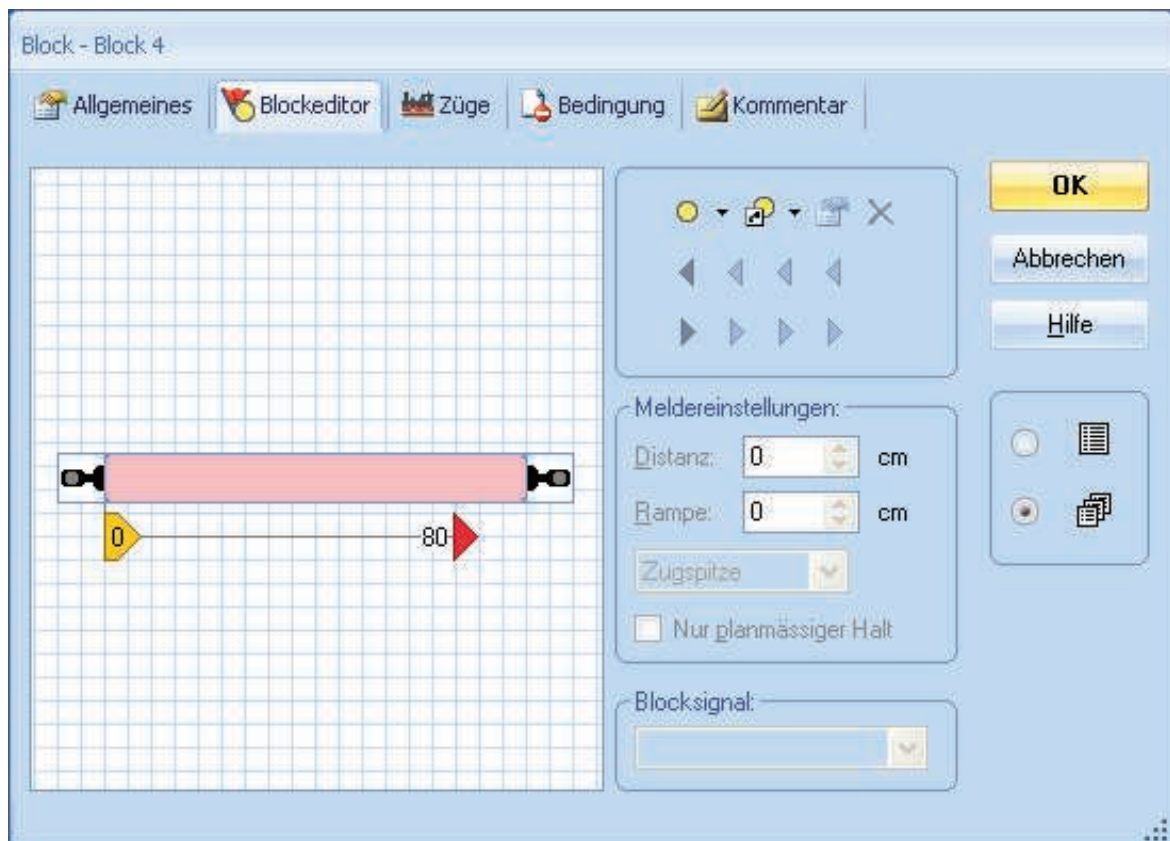 Block - Block 4
Allgemeines
Blockeditor
Züge
Bedingung
Kommentar
OK
Abbrechen
Hilfe
Meldereinstellungen:
Distanz: 0 cm
Rampe: 0 cm
Zugspitze
Nur planmässiger Halt
Blocksignal:
0
80